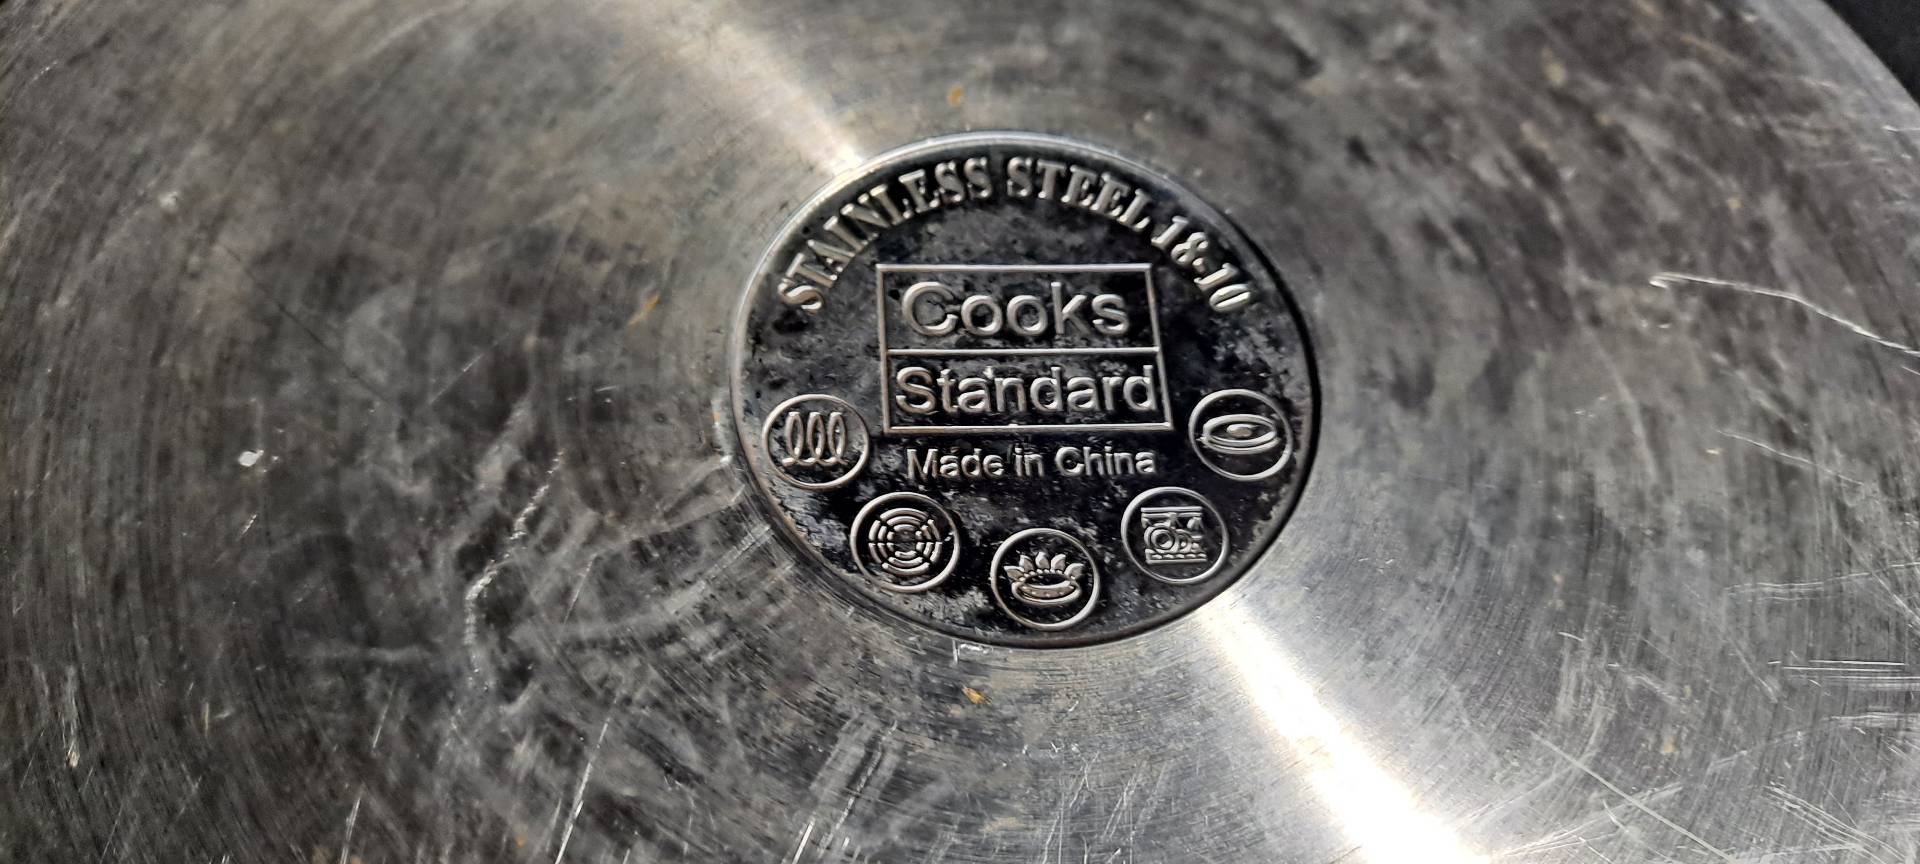 STAINLESS STEEL 18-10
Cooks
Standard
Made in China